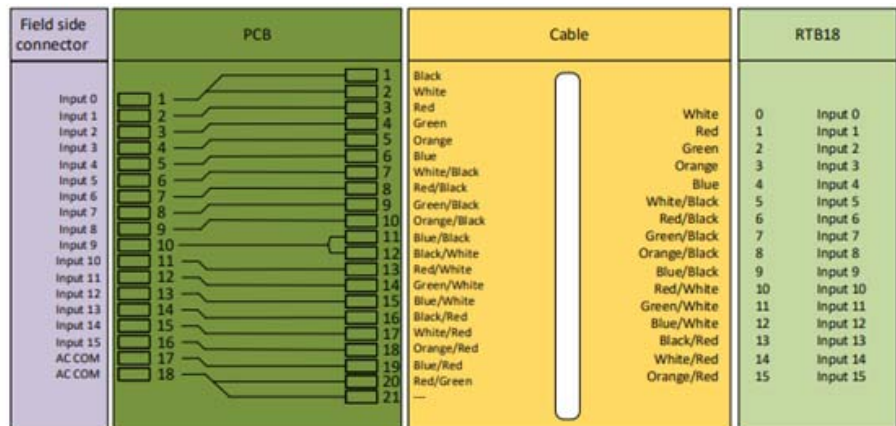 Field side connector
PCB
Cable
RTB18
Input 0
Input 1
Input 2
Input 3
Input 4
Input 5
Input 6
Input 7
Input 8
Input 9
Input 10
Input 11
Input 12
Input 13
Input 14
Input 15
AC COM
AC COM
1
2
3
4
5
6
7
8
9
10
11
12
13
14
15
16
17
18
1 Black
2 White
3 Red
4 Green
5 Orange
6 Blue
7 White/Black
8 Red/Black
9 Green/Black
10 Orange/Black
11 Blue/Black
12 Black/White
13 Red/White
14 Green/White
15 Blue/White
16 Black/Red
17 White/Red
18 Orange/Red
19 Blue/Red
20 Red/Green
21 ---
White 0 Input 0
Red 1 Input 1
Green 2 Input 2
Orange 3 Input 3
Blue 4 Input 4
White/Black 5 Input 5
Red/Black 6 Input 6
Green/Black 7 Input 7
Orange/Black 8 Input 8
Blue/Black 9 Input 9
Red/White 10 Input 10
Green/White 11 Input 11
Blue/White 12 Input 12
Black/Red 13 Input 13
White/Red 14 Input 14
Orange/Red 15 Input 15